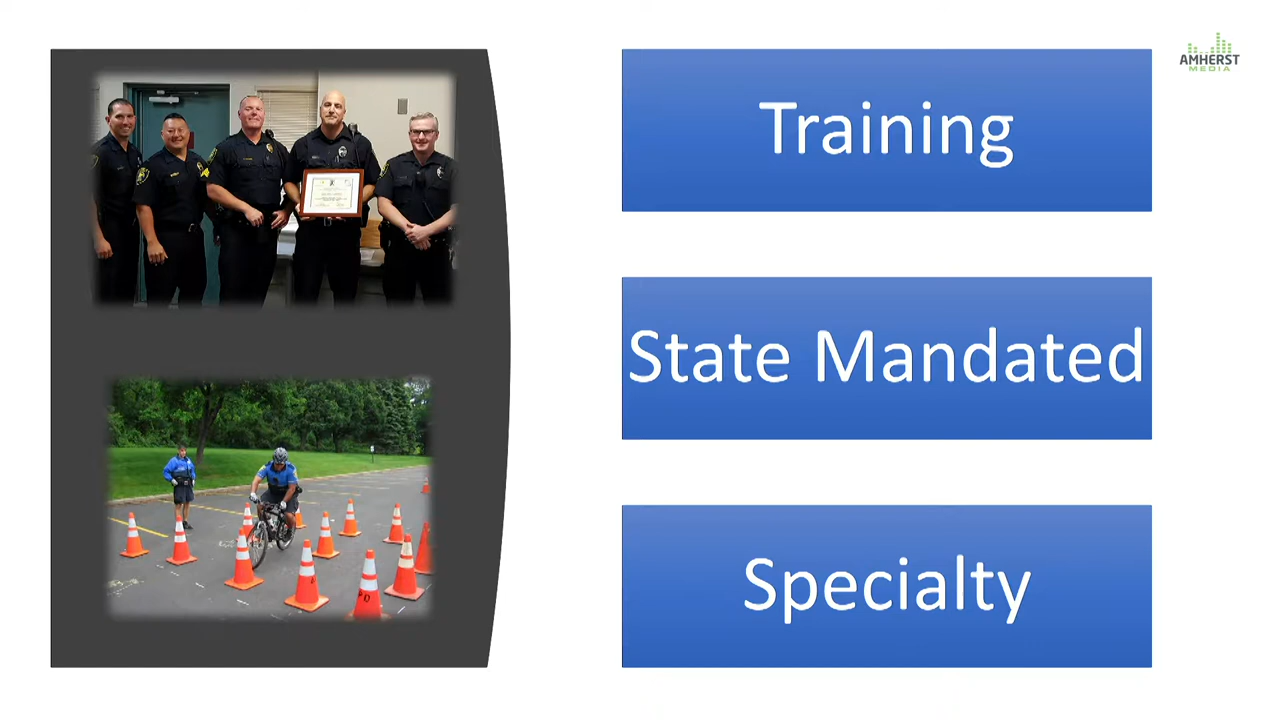 AMHERST
MEDIA
Training
State Mandated
Specialty